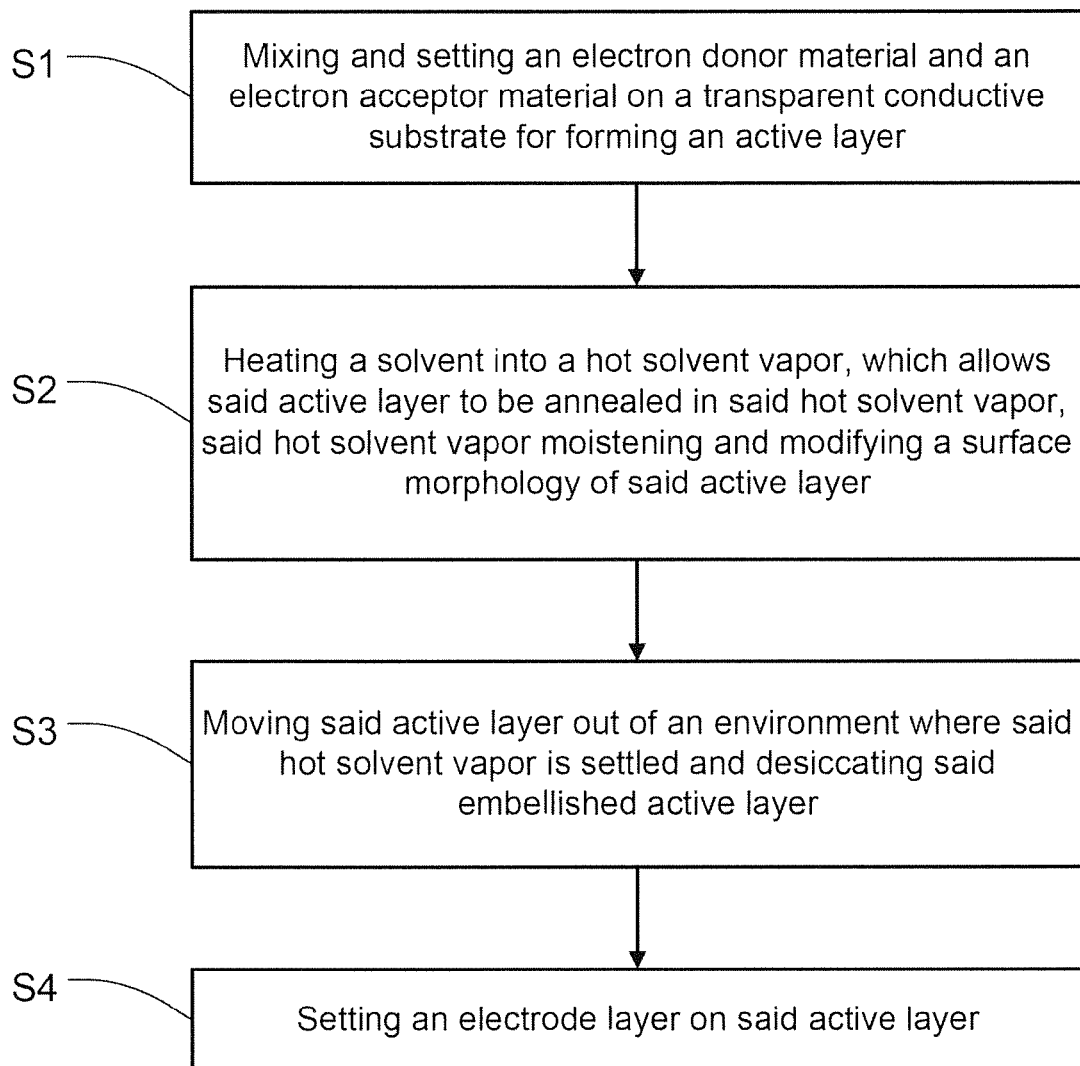 S1
Mixing and setting an electron donor material and an
electron acceptor material on a transparent conductive
substrate for forming an active layer
S2
Heating a solvent into a hot solvent vapor, which allows
said active layer to be annealed in said hot solvent vapor,
said hot solvent vapor moistening and modifying a surface
morphology of said active layer
S3
Moving said active layer out of an environment where said
hot solvent vapor is settled and desiccating said
embellished active layer
S4
Setting an electrode layer on said active layer